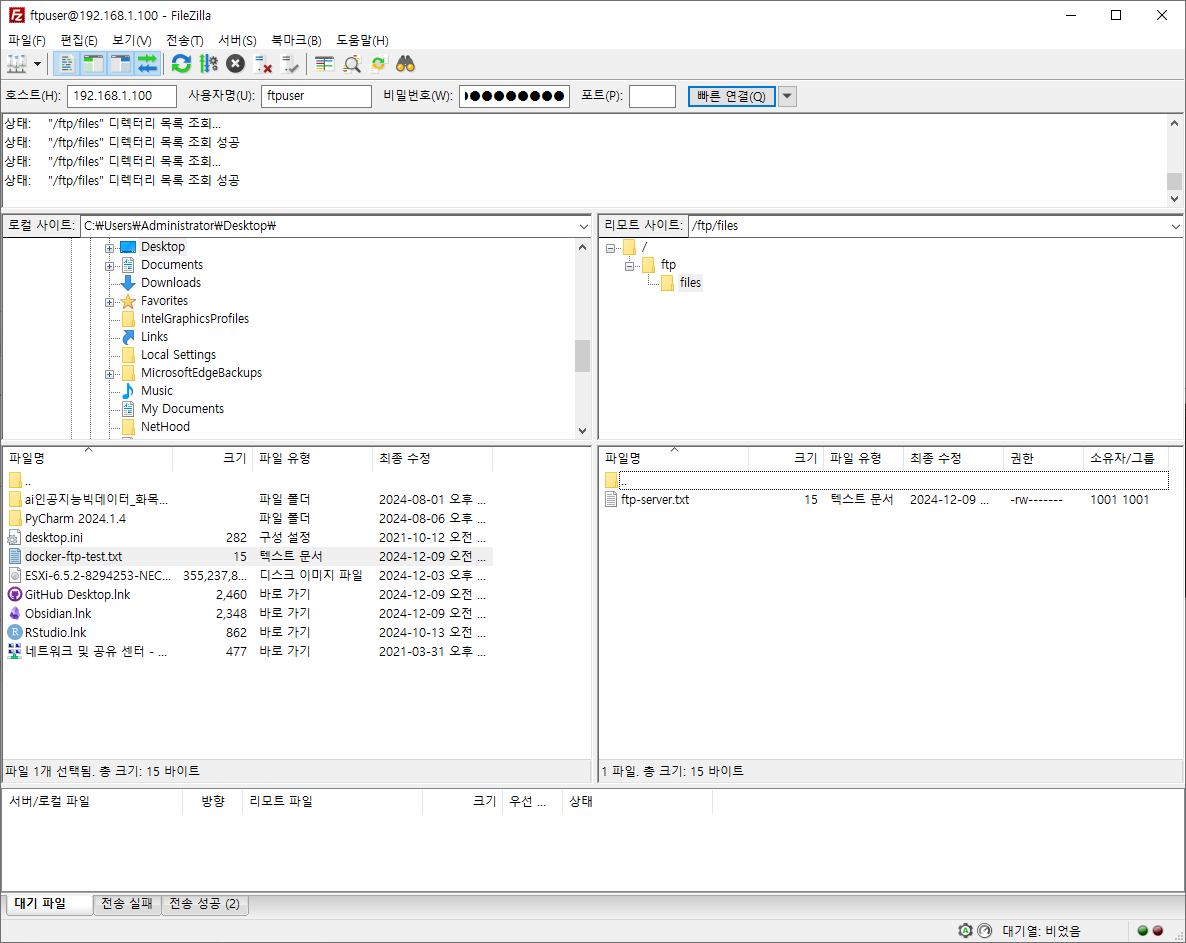 ftpuser@192.168.1.100 - FileZilla
파일(F) 편집(E) 보기(V) 전송(T) 서버(S) 북마크(B) 도움말(H)
호스트(H): 192.168.1.100 사용자명(U): ftpuser 비밀번호(W): ●●●●●●●●● 포트(P): 빠른 연결(Q)
상태: "/ftp/files" 디렉터리 목록 조회...
상태: "/ftp/files" 디렉터리 목록 조회 성공
상태: "/ftp/files" 디렉터리 목록 조회...
상태: "/ftp/files" 디렉터리 목록 조회 성공
로컬 사이트: C:₩Users₩Administrator₩Desktop₩
Desktop
Documents
Downloads
Favorites
IntelGraphicsProfiles
Links
Local Settings
MicrosoftEdgeBackups
Music
My Documents
NetHood
리모트 사이트: /ftp/files
/
ftp
files
파일명 크기 파일 유형 최종 수정
..
ai인공지능빅데이터_화목... 파일 폴더 2024-08-01 오후 ...
PyCharm 2024.1.4 파일 폴더 2024-08-06 오후 ...
desktop.ini 282 구성 설정 2021-10-12 오전 ...
docker-ftp-test.txt 15 텍스트 문서 2024-12-09 오전 ...
ESXi-6.5.2-8294253-NEC... 355,237,8... 디스크 이미지 파일 2024-12-03 오후 ...
GitHub Desktop.lnk 2,460 바로 가기 2024-12-09 오전 ...
Obsidian.lnk 2,348 바로 가기 2024-12-09 오전 ...
RStudio.lnk 862 바로 가기 2024-10-13 오전 ...
네트워크 및 공유 센터 - ... 477 바로 가기 2021-03-31 오후 ...
파일 1개 선택됨. 총 크기: 15 바이트
파일명 크기 파일 유형 최종 수정 권한 소유자/그룹
..
ftp-server.txt 15 텍스트 문서 2024-12-09 ... -rw------- 1001 1001
1 파일. 총 크기: 15 바이트
서버/로컬 파일 방향 리모트 파일 크기 우선 ... 상태
대기 파일 전송 실패 전송 성공 (2)
대기열: 비었음